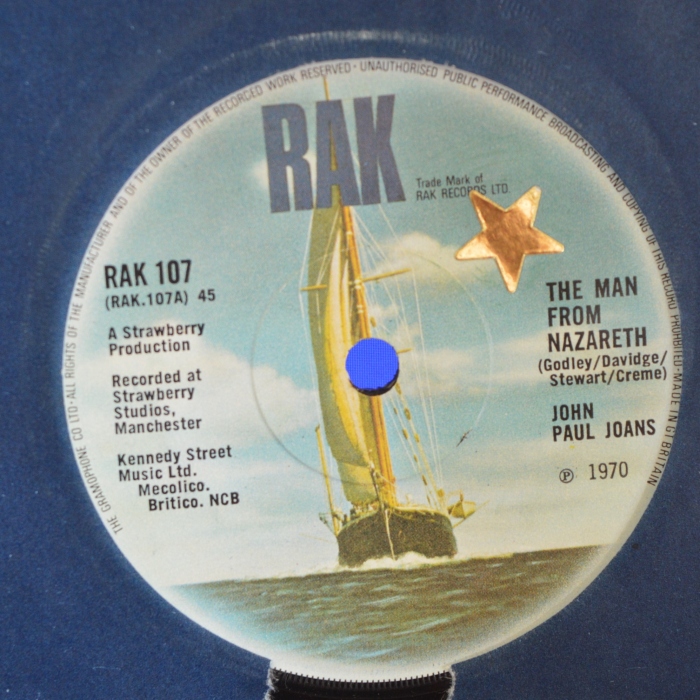 THE GRAMOPHONE CO LTD·ALL RIGHTS OF THE MANUFACTURER AND OF THE OWNER OF THE RECORDED WORK RESERVED · UNAUTHORISED PUBLIC PERFORMANCE BROADCASTING AND COPYING OF THIS RECORD PROHIBITED·MADE IN GT BRITAIN
RAK
Trade Mark of
RAK RECORDS LTD.
RAK 107
(RAK.107A) 45
A Strawberry
Production
Recorded at
Strawberry
Studios,
Manchester
Kennedy Street
Music Ltd.
Mecolico.
Britico. NCB
THE MAN
FROM
NAZARETH
(Godley/Davidge/
Stewart/Creme)
JOHN
PAUL JOANS
℗ 1970